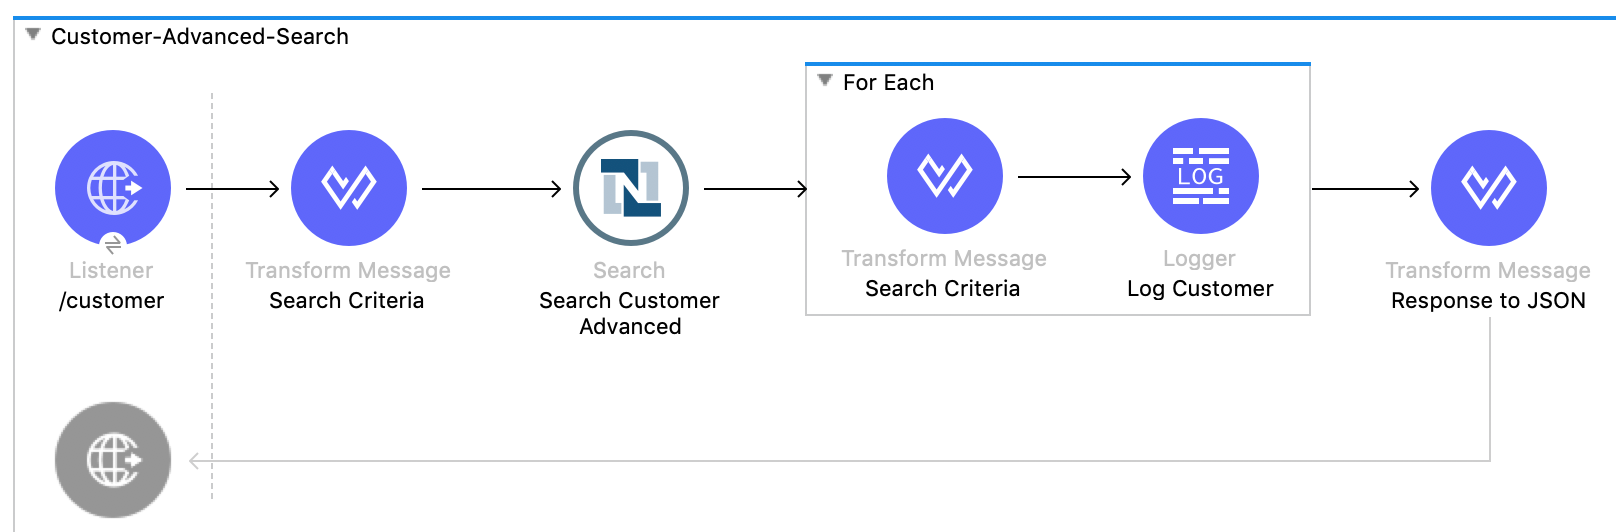 Customer-Advanced-Search
For Each
Listener
/customer
Transform Message
Search Criteria
Search
Search Customer
Advanced
Transform Message
Search Criteria
LOG
Logger
Log Customer
Transform Message
Response to JSON